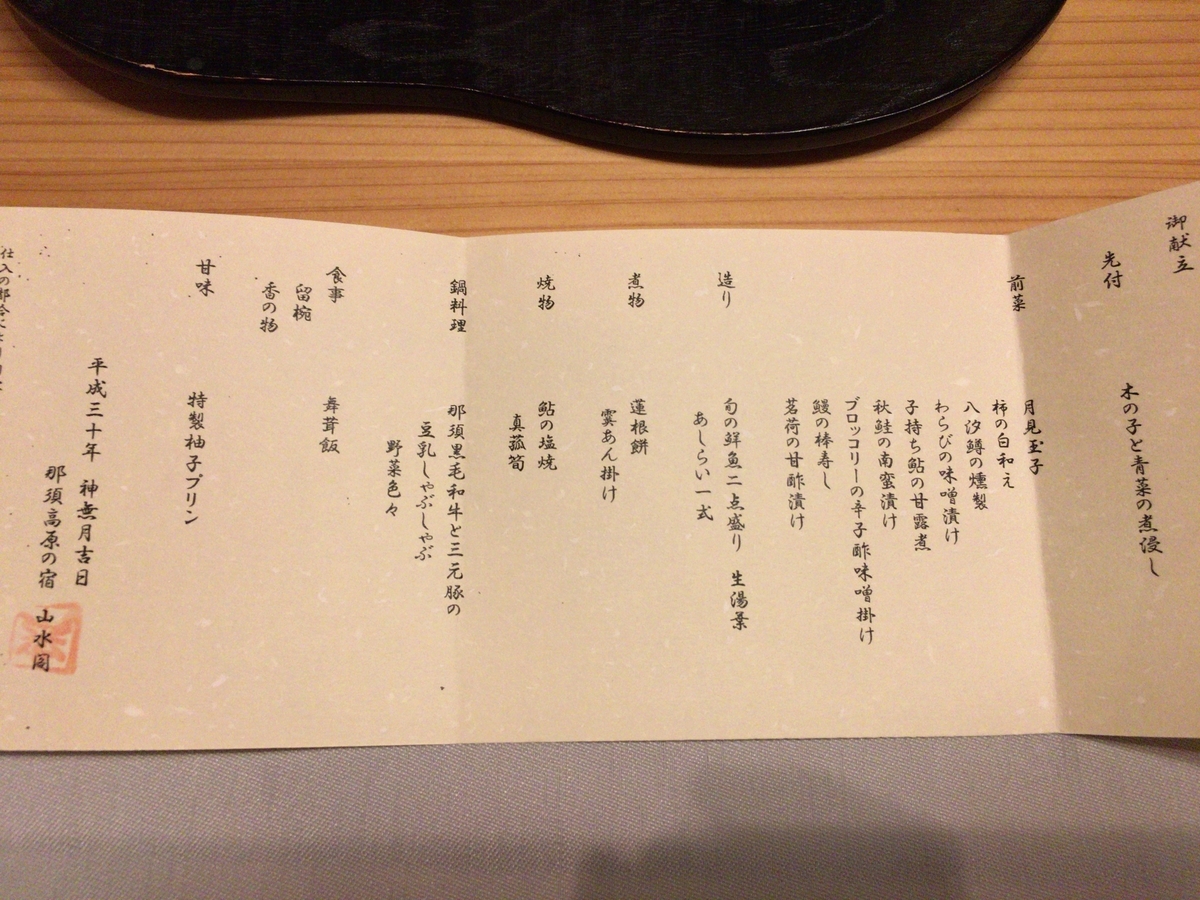 御献立
先付
木の子と青菜の煮浸し
前菜
月見玉子
柿の白和え
八汐鱒の燻製
わらびの味噌漬け
子持ち鮎の甘露煮
秋鮭の南蛮漬け
ブロッコリーの辛子酢味噌掛け
鰻の棒寿し
茗荷の甘酢漬け
造り
旬の鮮魚二点盛り 生湯葉
あしらい一式
煮物
蓮根餅
霙あん掛け
焼物
鮎の塩焼
真菰筍
鍋料理
那須黒毛和牛と三元豚の
豆乳しゃぶしゃぶ
野菜色々
食事
舞茸飯
留椀
香の物
甘味
特製柚子プリン
平成三十年 神無月吉日
那須高原の宿 山水閣
仕入の都合